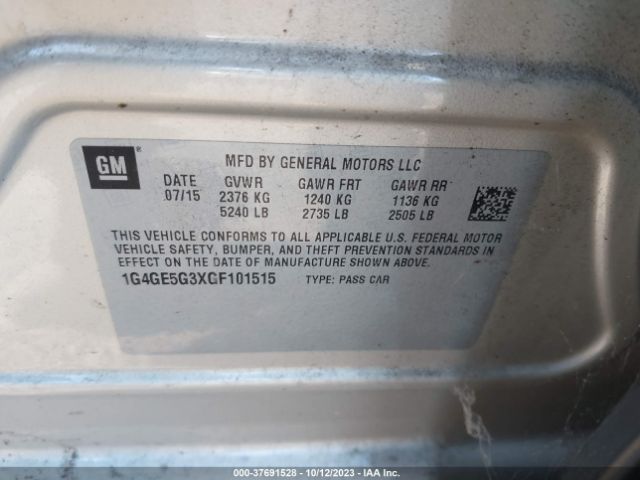 GM ®
MFD BY GENERAL MOTORS LLC
DATE GVWR GAWR FRT GAWR RR
07/15 2376 KG 1240 KG 1136 KG
5240 LB 2735 LB 2505 LB
THIS VEHICLE CONFORMS TO ALL APPLICABLE U.S. FEDERAL MOTOR
VEHICLE SAFETY, BUMPER, AND THEFT PREVENTION STANDARDS IN
EFFECT ON THE DATE OF MANUFACTURE SHOWN ABOVE.
1G4GE5G3XGF101515 TYPE: PASS CAR
000-37691528 - 10/12/2023 - IAA Inc.